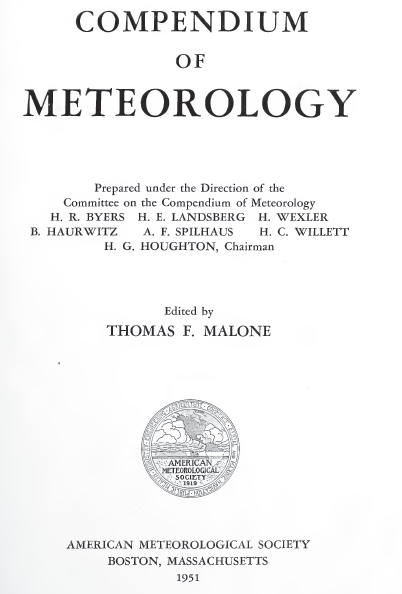 COMPENDIUM
OF
METEOROLOGY
Prepared under the Direction of the
Committee on the Compendium of Meteorology
H. R. BYERS H. E. LANDSBERG H. WEXLER
B. HAURWITZ A. F. SPILHAUS H. C. WILLETT
H. G. HOUGHTON, Chairman
Edited by
THOMAS F. MALONE
AMERICAN
METEOROLOGICAL
SOCIETY
1919
AMERICAN METEOROLOGICAL SOCIETY
BOSTON, MASSACHUSETTS
1951